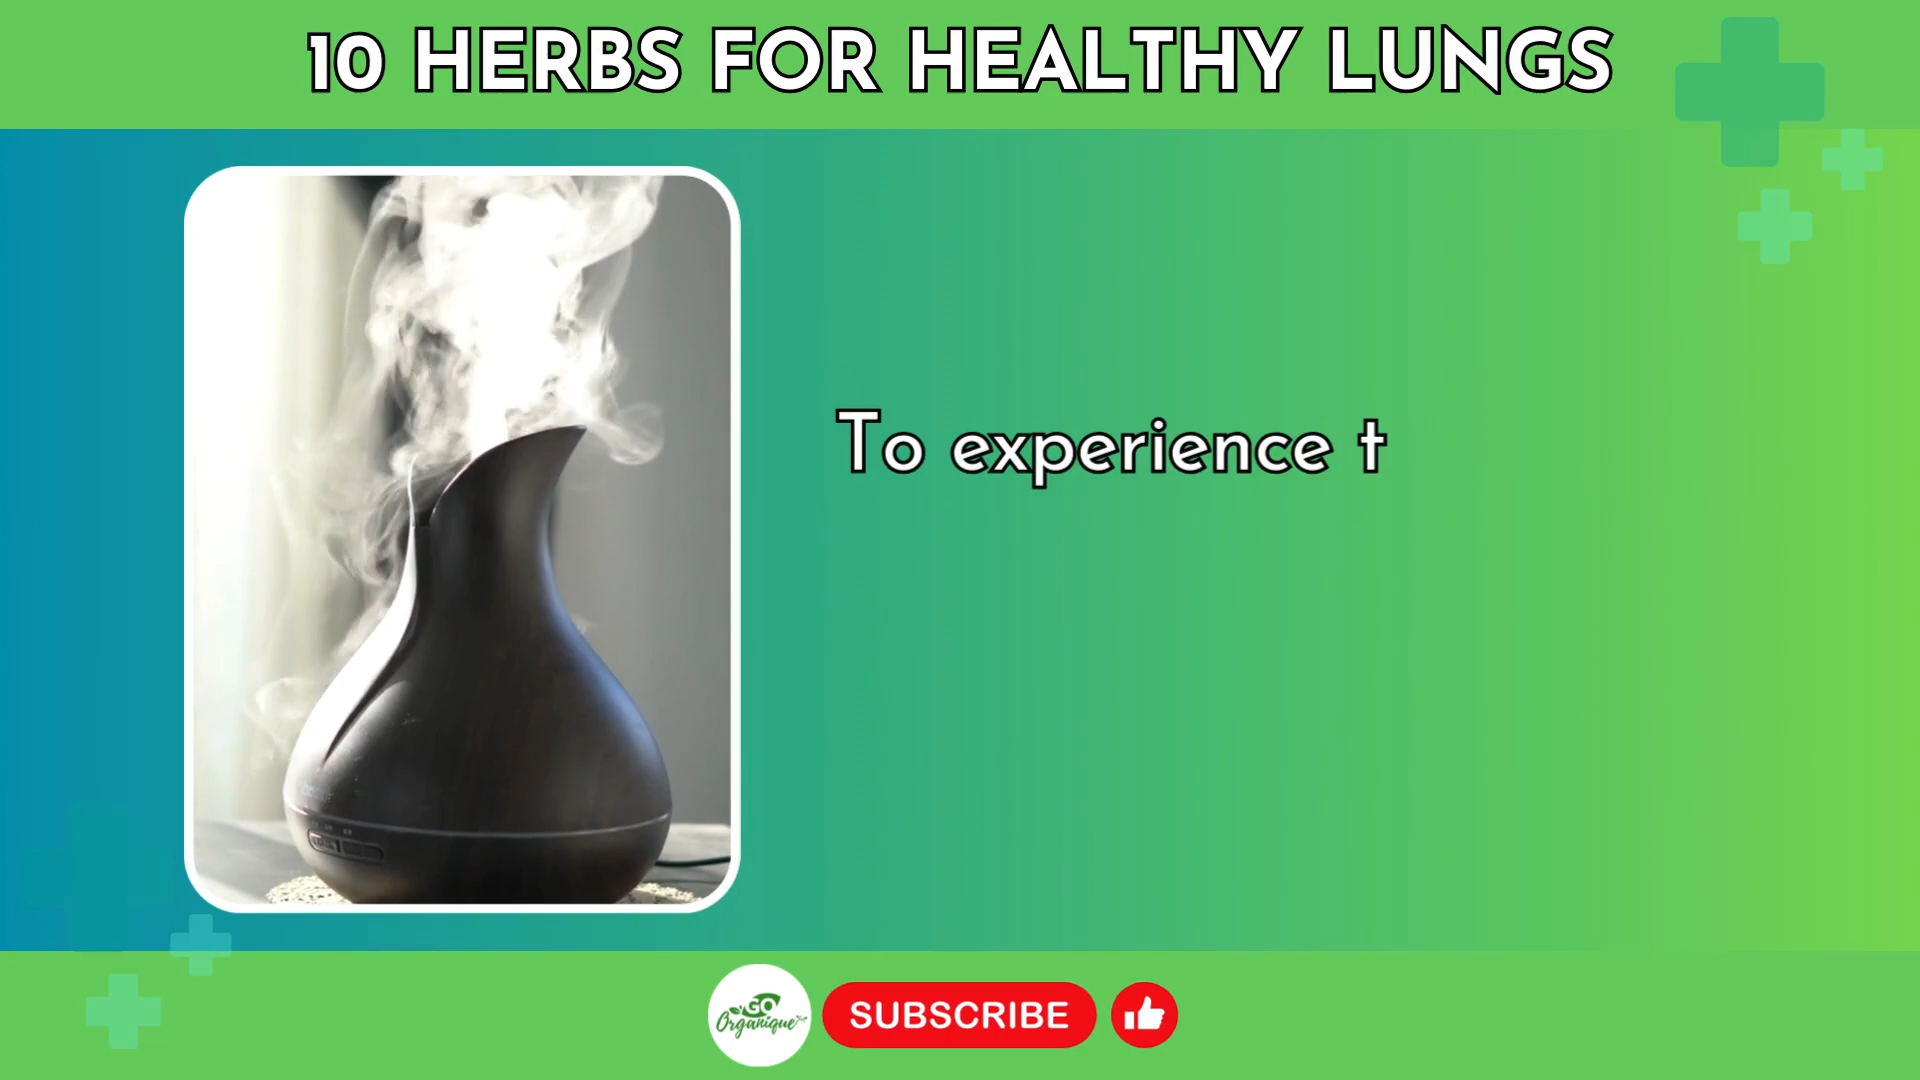 10 HERBS FOR HEALTHY LUNGS
To experience t
GO
Organique
SUBSCRIBE